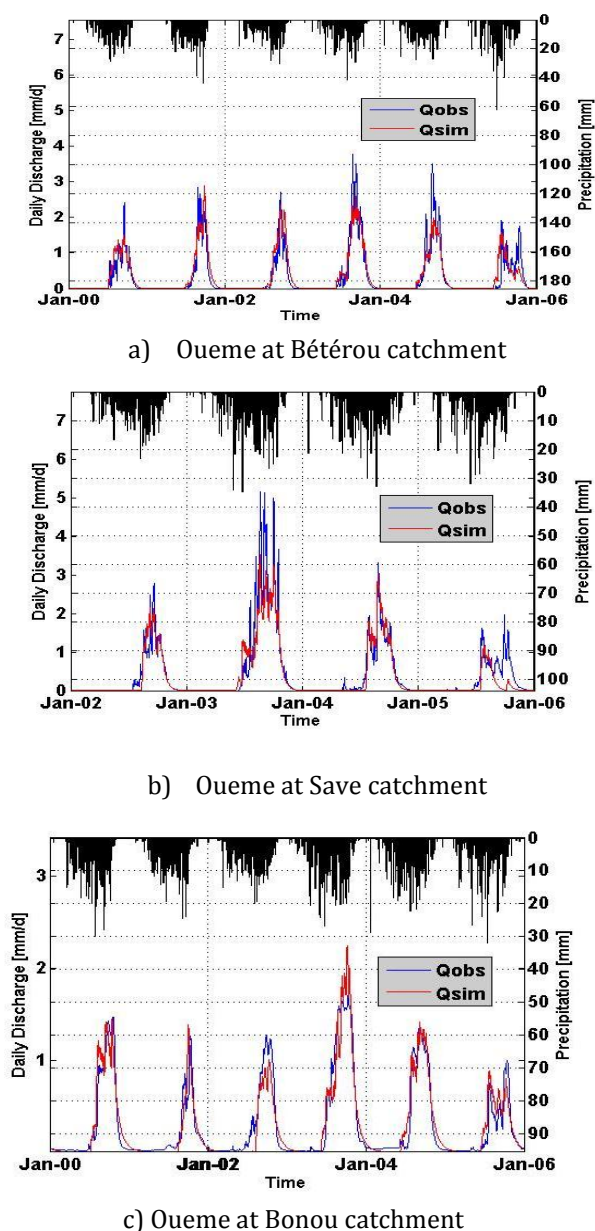 7
6
5
4
3
2
1
0
Daily Discharge [mm/d]
0
20
40
60
80
100
120
140
160
180
Precipitation [mm]
Qobs
Qsim
Jan-00 Jan-02 Jan-04 Jan-06
Time
a) Oueme at Bétérou catchment
7
6
5
4
3
2
1
0
Daily Discharge [mm/d]
0
10
20
30
40
50
60
70
80
90
100
Precipitation [mm]
Qobs
Qsim
Jan-02 Jan-03 Jan-04 Jan-05 Jan-06
Time
b) Oueme at Save catchment
3
2
1
Daily Discharge [mm/d]
0
10
20
30
40
50
60
70
80
90
Precipitation [mm]
Qobs
Qsim
Jan-00 Jan-02 Jan-04 Jan-06
Time
c) Oueme at Bonou catchment